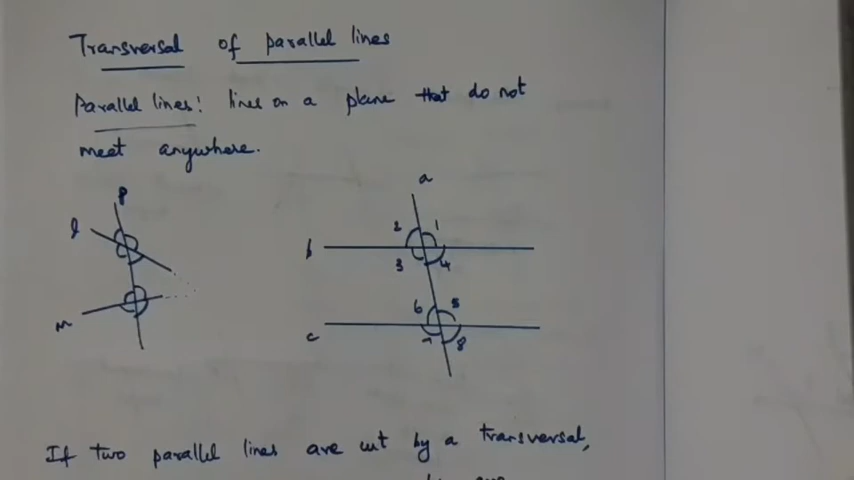 Transversal of parallel lines
Parallel lines: lines on a plane that do not
meet anywhere.
p
l
m
a
b
2 1
3 4
6 5
c
7 8
If two parallel lines are cut by a transversal,